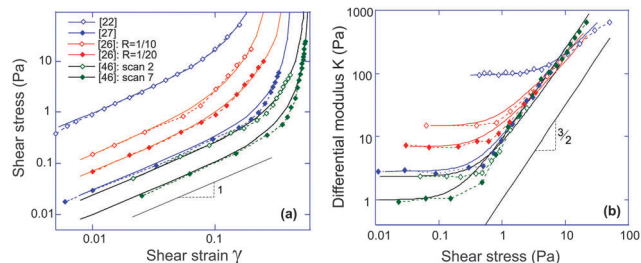 [22]
[27]
[26]: R=1/10
[26]: R=1/20
[46]: scan 2
[46]: scan 7
Shear stress (Pa)
10
1
0.1
0.01
1
(a)
0.01
0.1
Shear strain γ
Differential modulus K (Pa)
1000
100
10
1
3/2
(b)
0.01
0.10
1
10
100
Shear stress (Pa)